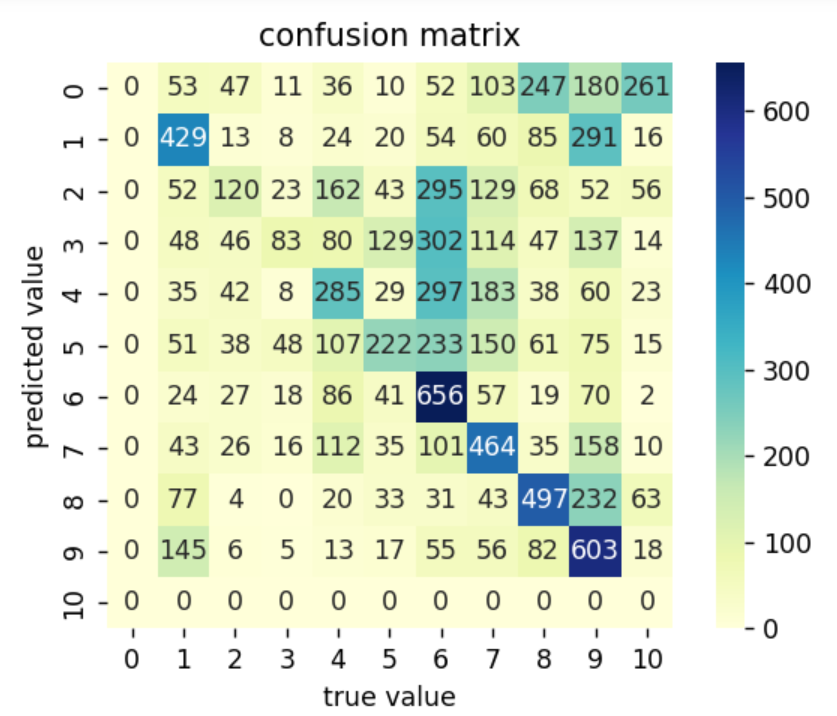 confusion matrix
0 0 53 47 11 36 10 52 103 247 180 261
1 0 429 13 8 24 20 54 60 85 291 16
2 0 52 120 23 162 43 295 129 68 52 56
3 0 48 46 83 80 129 302 114 47 137 14
4 0 35 42 8 285 29 297 183 38 60 23
5 0 51 38 48 107 222 233 150 61 75 15
6 0 24 27 18 86 41 656 57 19 70 2
7 0 43 26 16 112 35 101 464 35 158 10
8 0 77 4 0 20 33 31 43 497 232 63
9 0 145 6 5 13 17 55 56 82 603 18
10 0 0 0 0 0 0 0 0 0 0 0
0 1 2 3 4 5 6 7 8 9 10
true value
predicted value
600
500
400
300
200
100
0